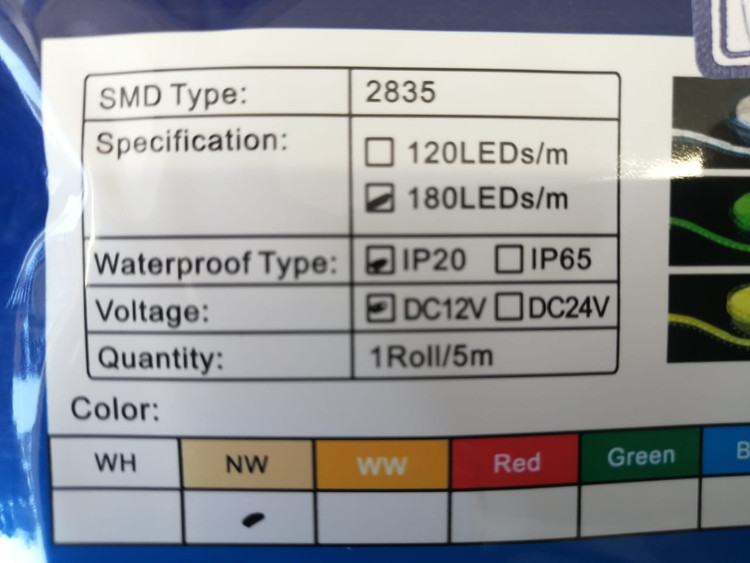 SMD Type: 2835
Specification: 120LEDs/m
180LEDs/m
Waterproof Type: IP20 IP65
Voltage: DC12V DC24V
Quantity: 1Roll/5m
Color:
WH NW WW Red Green